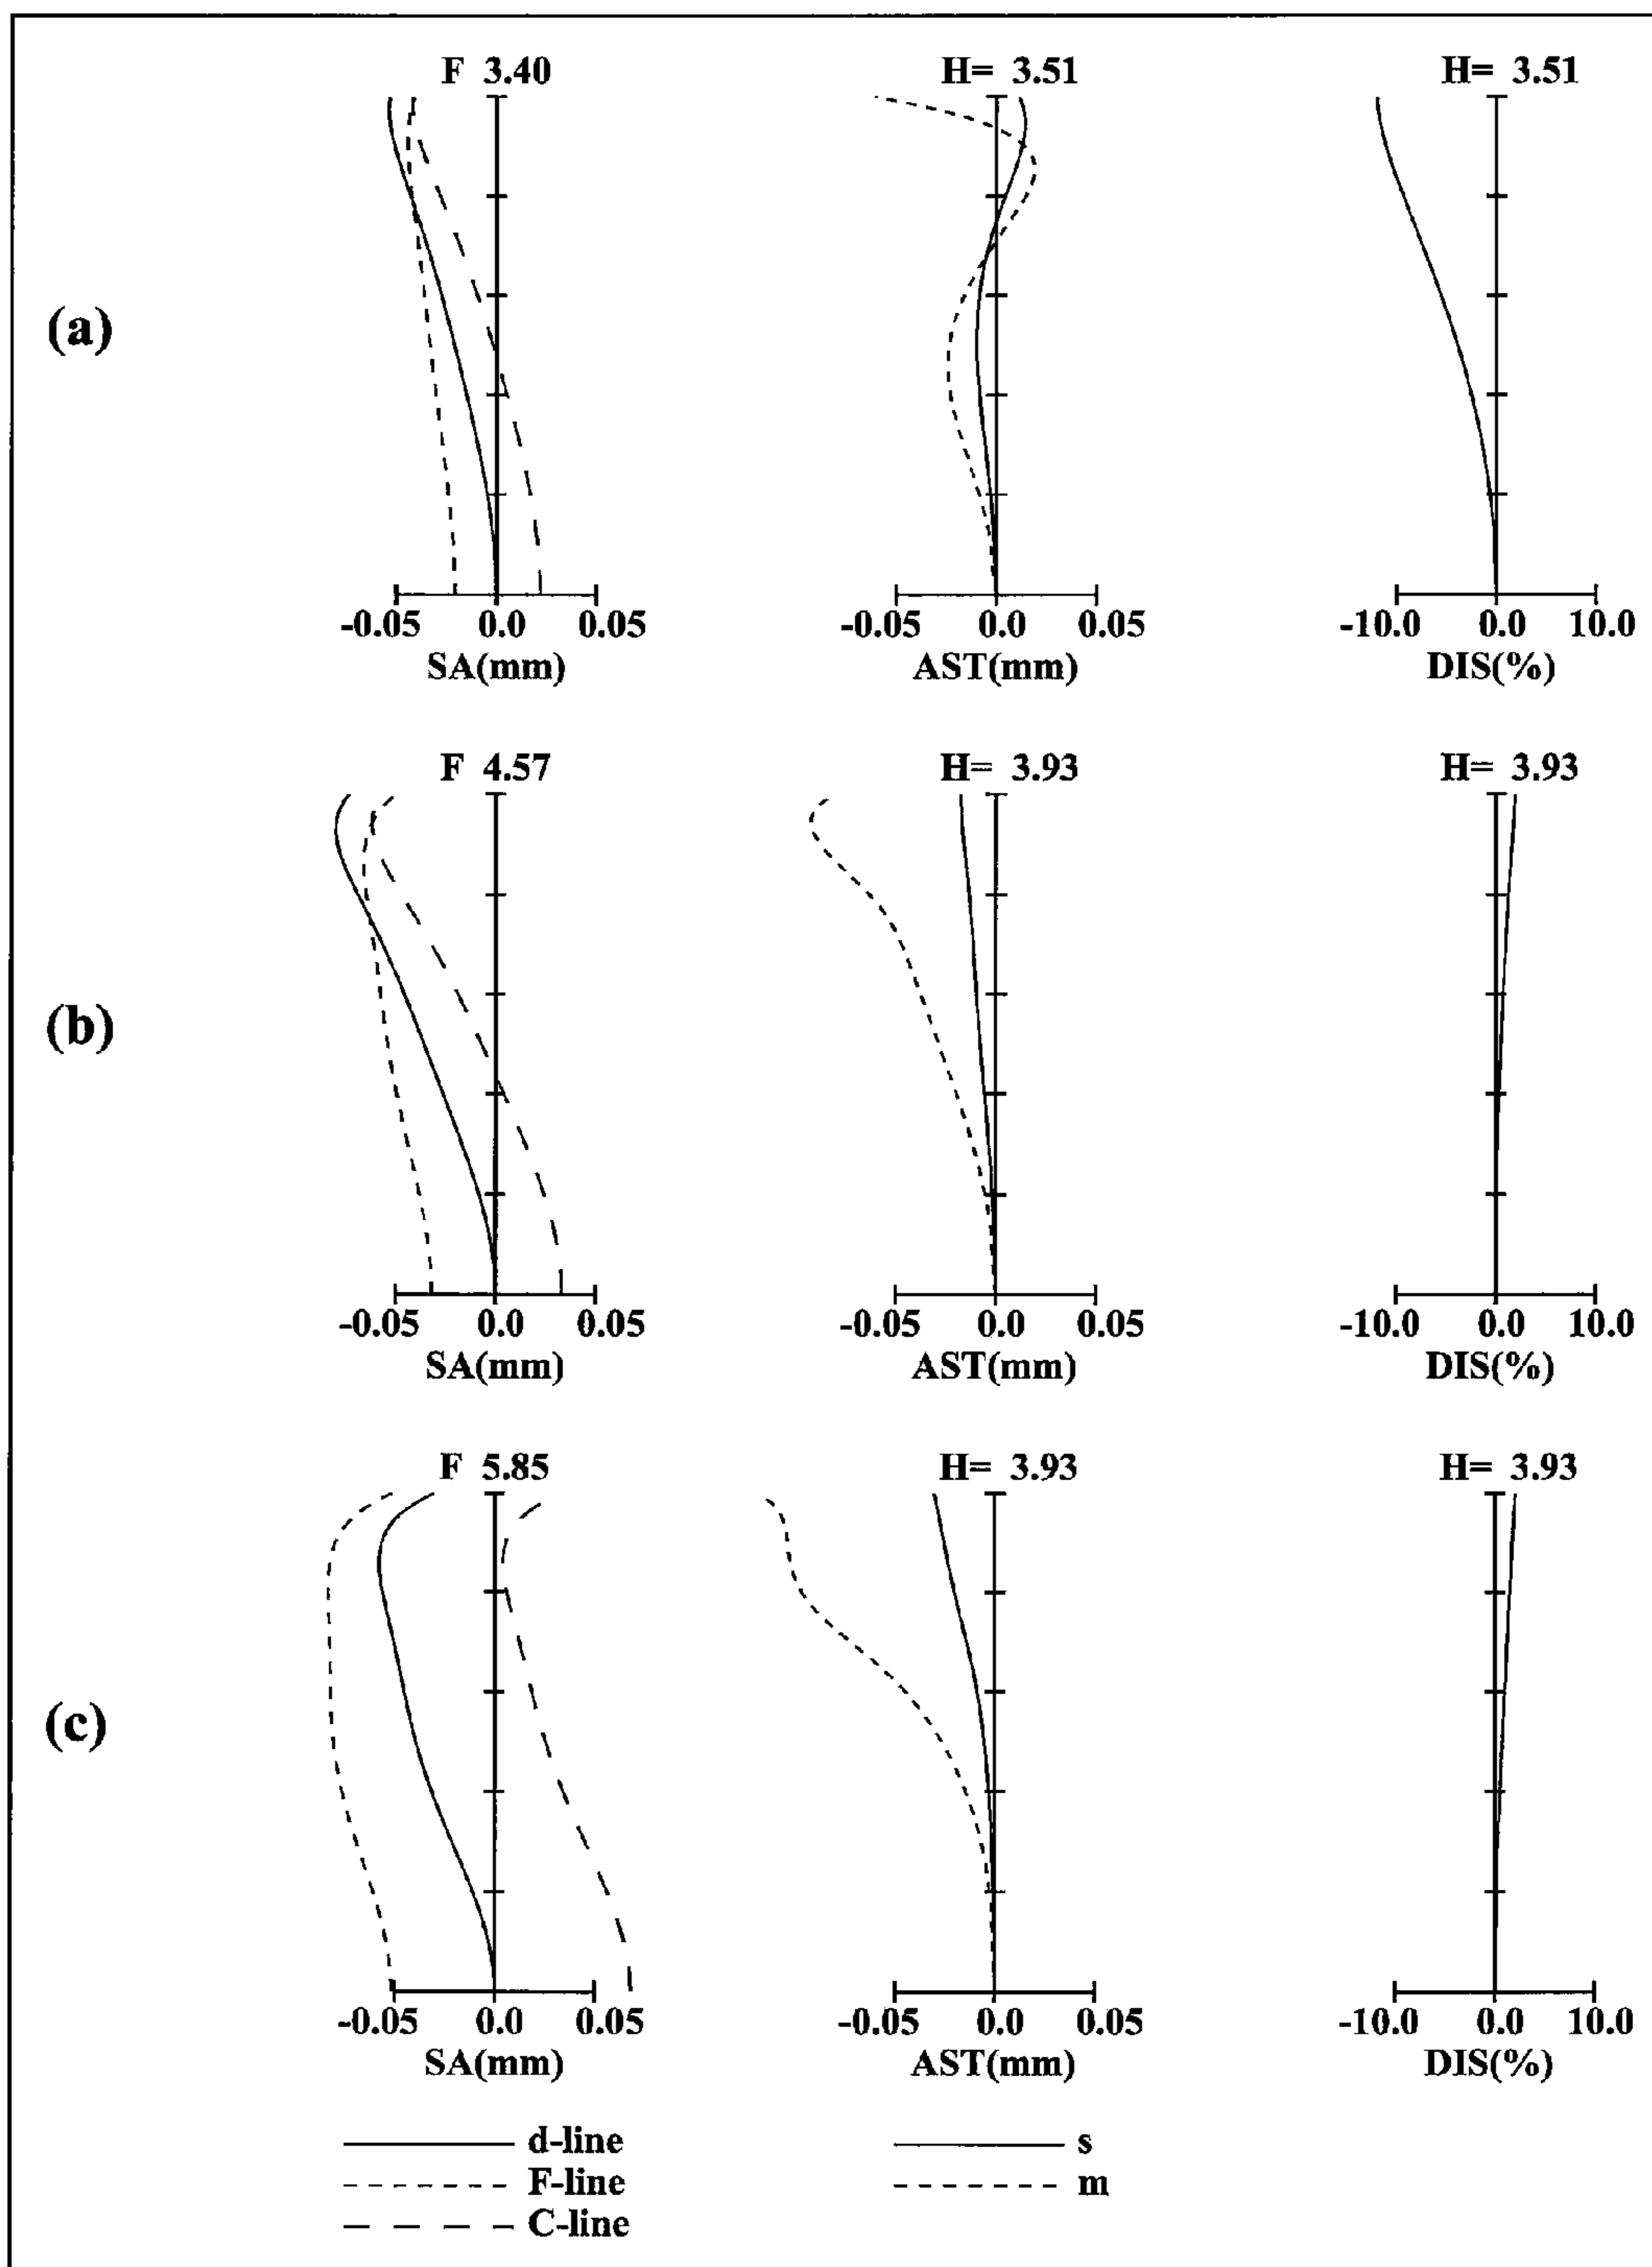 F 3.40 H= 3.51 H= 3.51
(a)
-0.05 0.0 0.05 -0.05 0.0 0.05 -10.0 0.0 10.0
SA(mm) AST(mm) DIS(%)
F 4.57 H= 3.93 H= 3.93
(b)
-0.05 0.0 0.05 -0.05 0.0 0.05 -10.0 0.0 10.0
SA(mm) AST(mm) DIS(%)
F 5.85 H= 3.93 H= 3.93
(c)
-0.05 0.0 0.05 -0.05 0.0 0.05 -10.0 0.0 10.0
SA(mm) AST(mm) DIS(%)
d-line s
F-line m
C-line